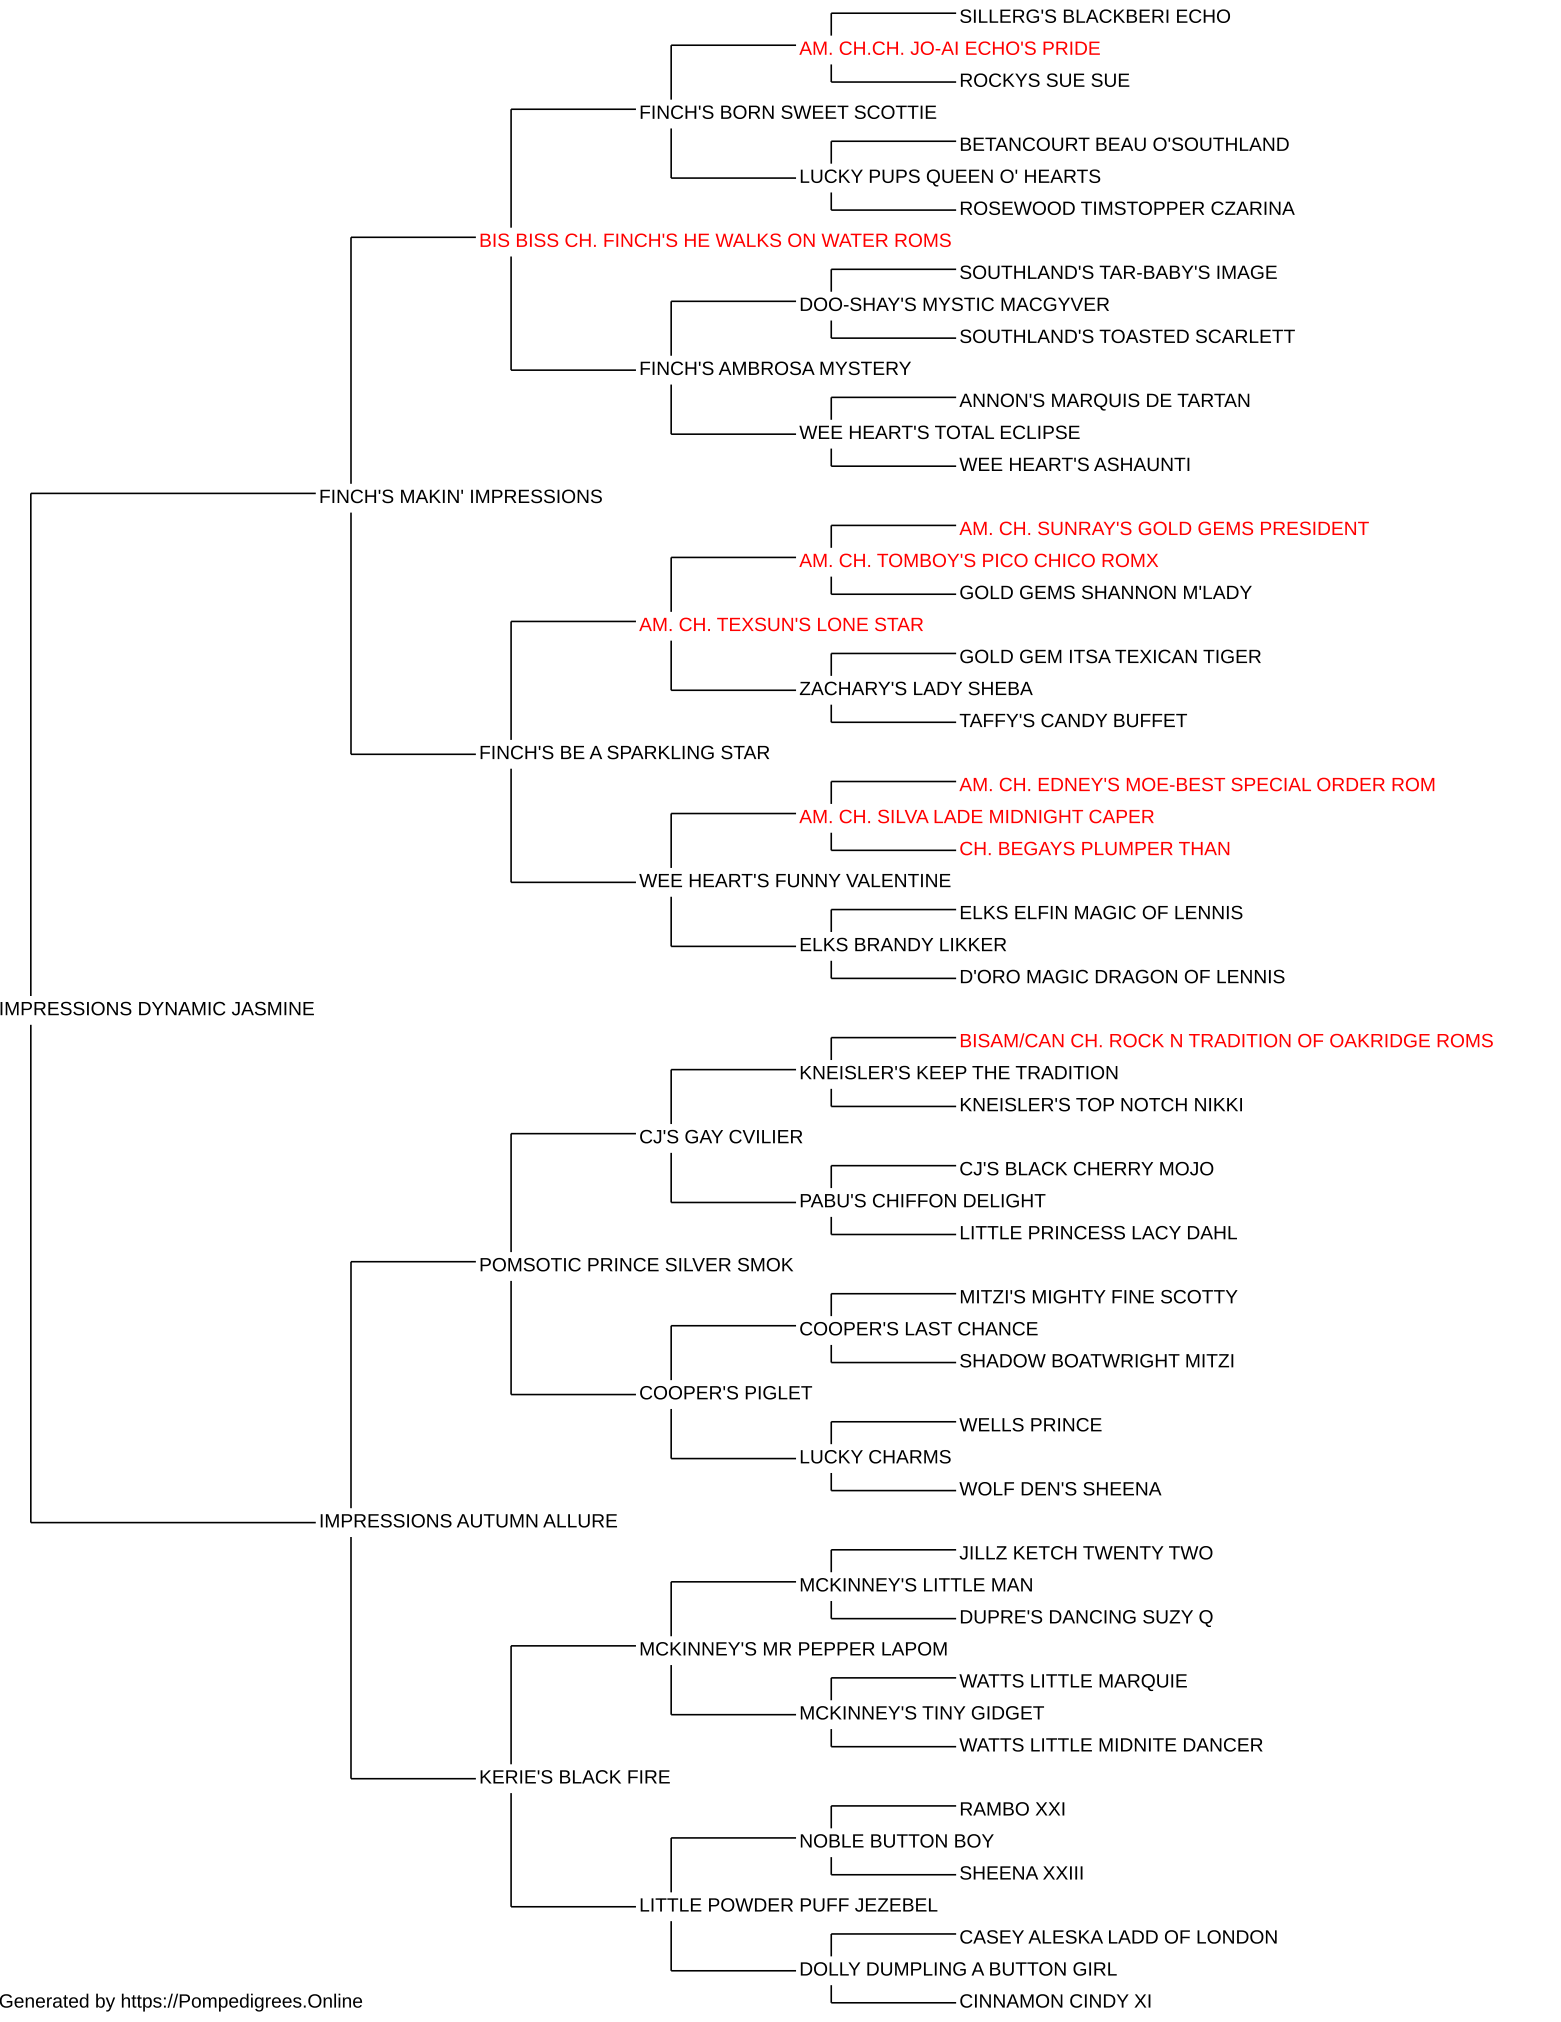 SILLERG'S BLACKBERI ECHO
AM. CH.CH. JO-AI ECHO'S PRIDE
ROCKYS SUE SUE
FINCH'S BORN SWEET SCOTTIE
BETANCOURT BEAU O'SOUTHLAND
LUCKY PUPS QUEEN O' HEARTS
ROSEWOOD TIMSTOPPER CZARINA
BIS BISS CH. FINCH'S HE WALKS ON WATER ROMS
SOUTHLAND'S TAR-BABY'S IMAGE
DOO-SHAY'S MYSTIC MACGYVER
SOUTHLAND'S TOASTED SCARLETT
FINCH'S AMBROSA MYSTERY
ANNON'S MARQUIS DE TARTAN
WEE HEART'S TOTAL ECLIPSE
WEE HEART'S ASHAUNTI
FINCH'S MAKIN' IMPRESSIONS
AM. CH. SUNRAY'S GOLD GEMS PRESIDENT
AM. CH. TOMBOY'S PICO CHICO ROMX
GOLD GEMS SHANNON M'LADY
AM. CH. TEXSUN'S LONE STAR
GOLD GEM ITSA TEXICAN TIGER
ZACHARY'S LADY SHEBA
TAFFY'S CANDY BUFFET
FINCH'S BE A SPARKLING STAR
AM. CH. EDNEY'S MOE-BEST SPECIAL ORDER ROM
AM. CH. SILVA LADE MIDNIGHT CAPER
CH. BEGAYS PLUMPER THAN
WEE HEART'S FUNNY VALENTINE
ELKS ELFIN MAGIC OF LENNIS
ELKS BRANDY LIKKER
D'ORO MAGIC DRAGON OF LENNIS
IMPRESSIONS DYNAMIC JASMINE
BISAM/CAN CH. ROCK N TRADITION OF OAKRIDGE ROMS
KNEISLER'S KEEP THE TRADITION
KNEISLER'S TOP NOTCH NIKKI
CJ'S GAY CVILIER
CJ'S BLACK CHERRY MOJO
PABU'S CHIFFON DELIGHT
LITTLE PRINCESS LACY DAHL
POMSOTIC PRINCE SILVER SMOK
MITZI'S MIGHTY FINE SCOTTY
COOPER'S LAST CHANCE
SHADOW BOATWRIGHT MITZI
COOPER'S PIGLET
WELLS PRINCE
LUCKY CHARMS
WOLF DEN'S SHEENA
IMPRESSIONS AUTUMN ALLURE
JILLZ KETCH TWENTY TWO
MCKINNEY'S LITTLE MAN
DUPRE'S DANCING SUZY Q
MCKINNEY'S MR PEPPER LAPOM
WATTS LITTLE MARQUIE
MCKINNEY'S TINY GIDGET
WATTS LITTLE MIDNITE DANCER
KERIE'S BLACK FIRE
RAMBO XXI
NOBLE BUTTON BOY
SHEENA XXIII
LITTLE POWDER PUFF JEZEBEL
CASEY ALESKA LADD OF LONDON
DOLLY DUMPLING A BUTTON GIRL
CINNAMON CINDY XI
Generated by https://Pompedigrees.Online